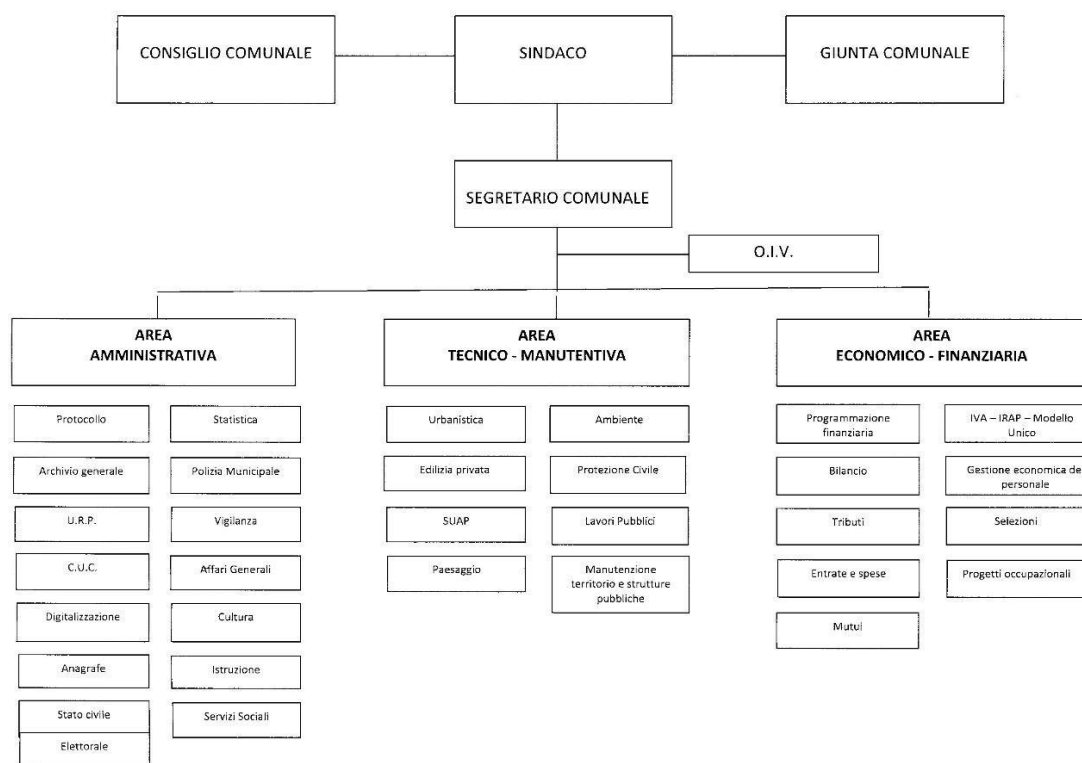 CONSIGLIO COMUNALE
SINDACO
GIUNTA COMUNALE
SEGRETARIO COMUNALE
O.I.V.
AREA
AMMINISTRATIVA
AREA
TECNICO - MANUTENTIVA
AREA
ECONOMICO - FINANZIARIA
Protocollo
Statistica
Archivio generale
Polizia Municipale
U.R.P.
Vigilanza
C.U.C.
Affari Generali
Digitalizzazione
Cultura
Anagrafe
Istruzione
Stato civile
Servizi Sociali
Elettorale
Urbanistica
Ambiente
Edilizia privata
Protezione Civile
SUAP
Lavori Pubblici
Paesaggio
Manutenzione
territorio e strutture
pubbliche
Programmazione
finanziaria
IVA – IRAP – Modello
Unico
Bilancio
Gestione economica de
personale
Tributi
Selezioni
Entrate e spese
Progetti occupazionali
Mutui